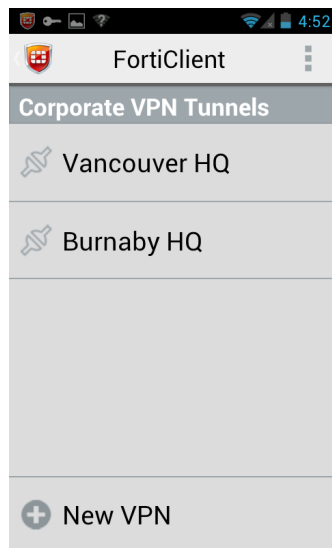 4:52
FortiClient
Corporate VPN Tunnels
Vancouver HQ
Burnaby HQ
New VPN